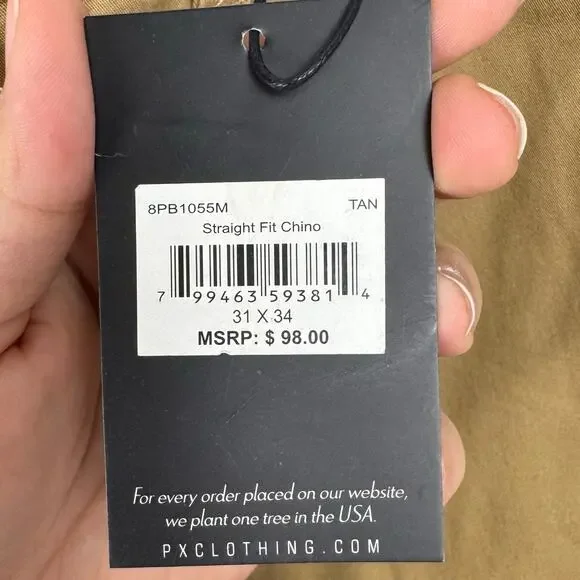 8PB1055M TAN
Straight Fit Chino
7 99463 59381 4
31 X 34
MSRP: $ 98.00
For every order placed on our website,
we plant one tree in the USA.
PXCLOTHING.COM